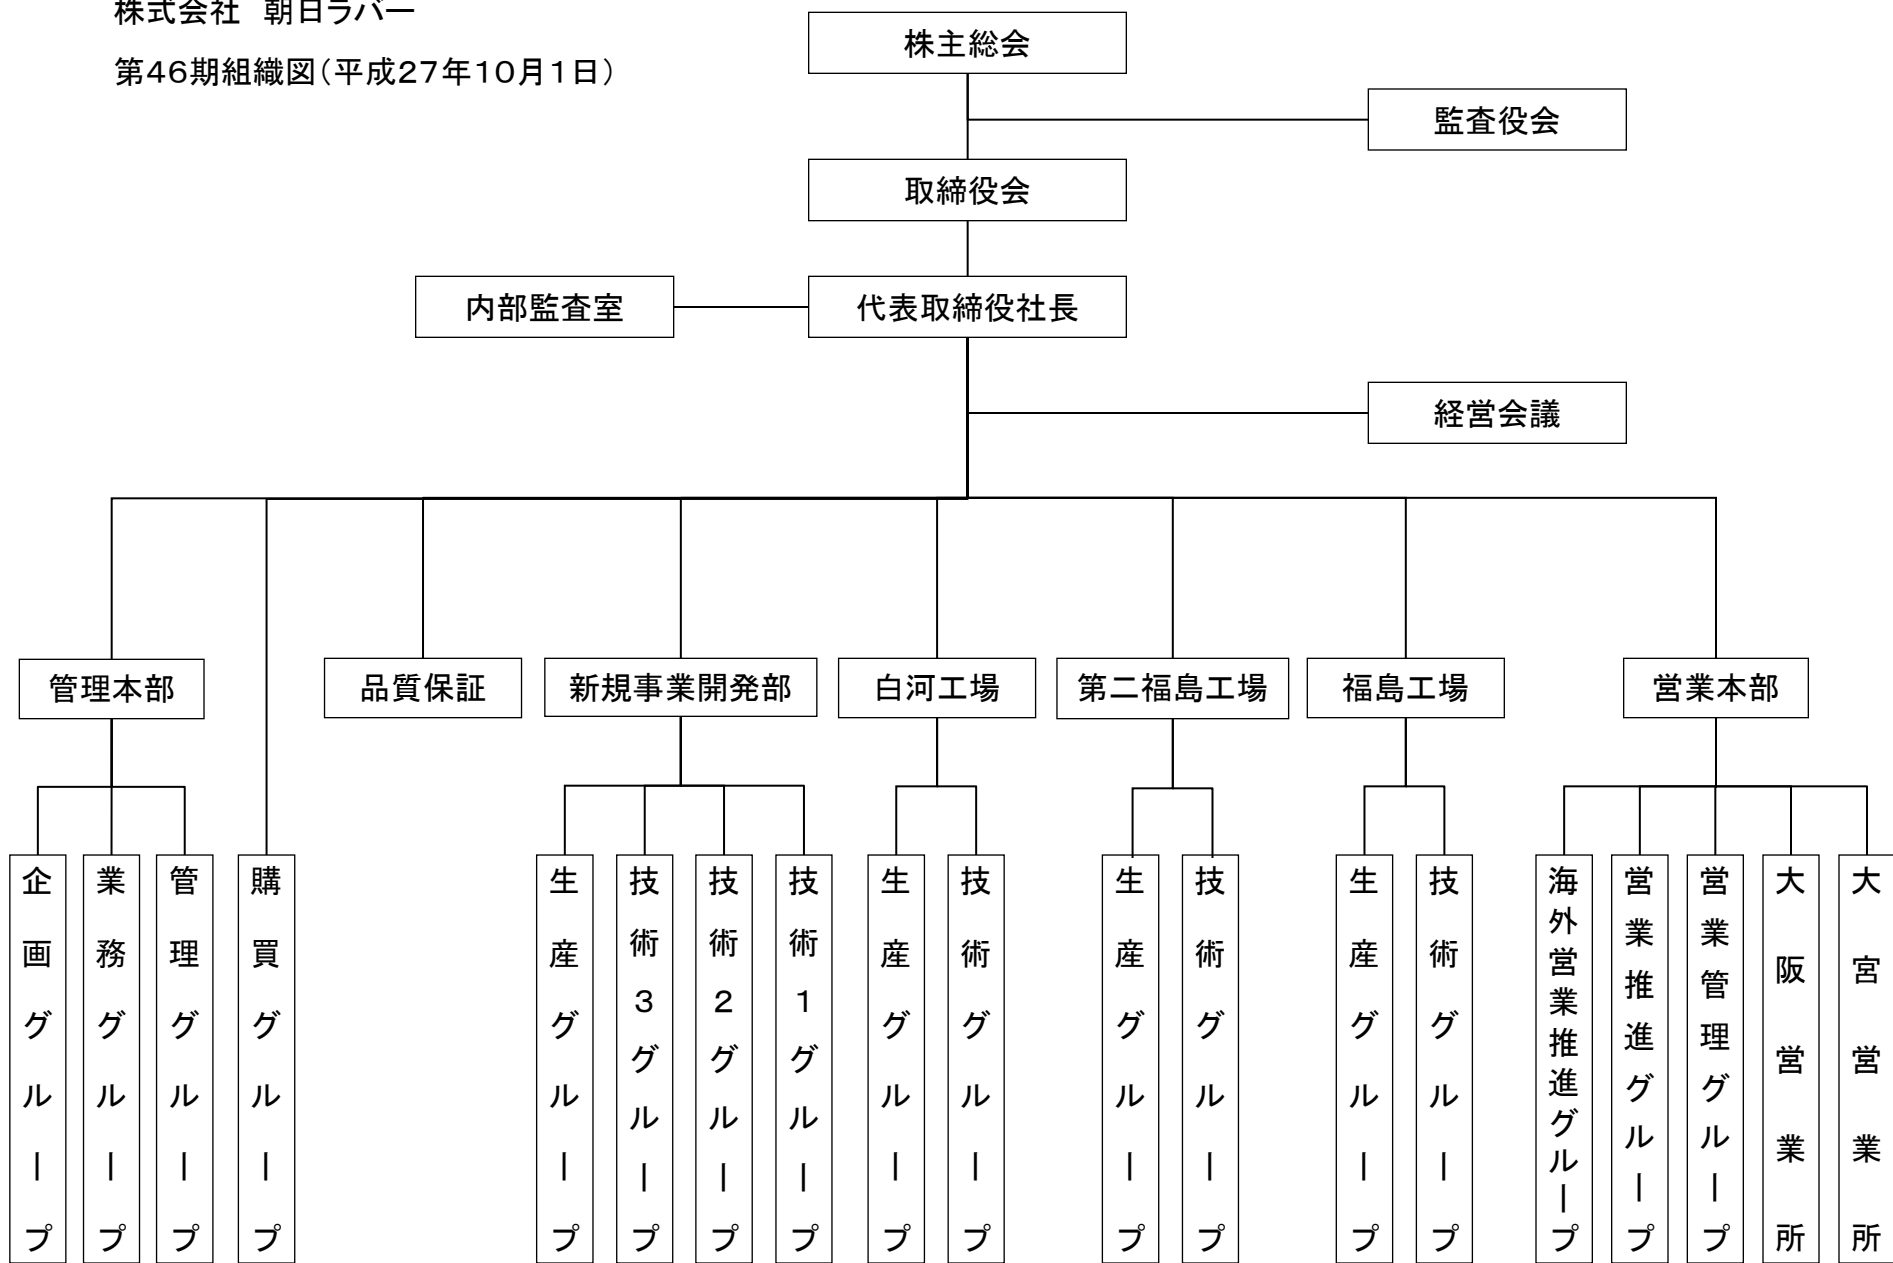 株式会社　朝日ラバー
第46期組織図（平成27年10月1日）
株主総会
監査役会
取締役会
内部監査室
代表取締役社長
経営会議
管理本部
品質保証
新規事業開発部
白河工場
第二福島工場
福島工場
営業本部
企画グループ
業務グループ
管理グループ
購買グループ
生産グループ
技術3グループ
技術2グループ
技術1グループ
生産グループ
技術グループ
生産グループ
技術グループ
生産グループ
技術グループ
海外営業推進グループ
営業推進グループ
営業管理グループ
大阪営業所
大宮営業所